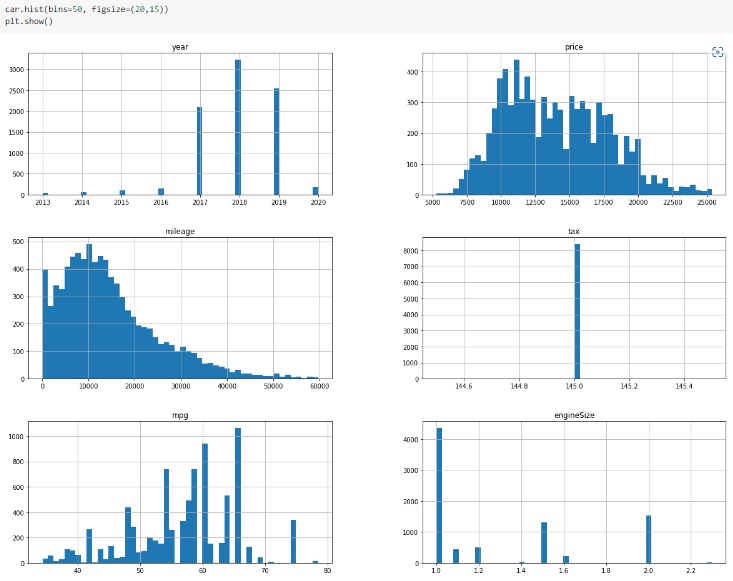 car.hist(bins=50, figsize=(20,15))
plt.show()
year
3000
2500
2000
1500
1000
500
0
2013 2014 2015 2016 2017 2018 2019 2020
price
400
300
200
100
0
5000 7500 10000 12500 15000 17500 20000 22500 25000
mileage
500
400
300
200
100
0
0 10000 20000 30000 40000 50000 60000
tax
8000
7000
6000
5000
4000
3000
2000
1000
0
144.6 144.8 145.0 145.2 145.4
mpg
1000
800
600
400
200
0
40 50 60 70 80
engineSize
4000
3000
2000
1000
0
1.0 1.2 1.4 1.6 1.8 2.0 2.2